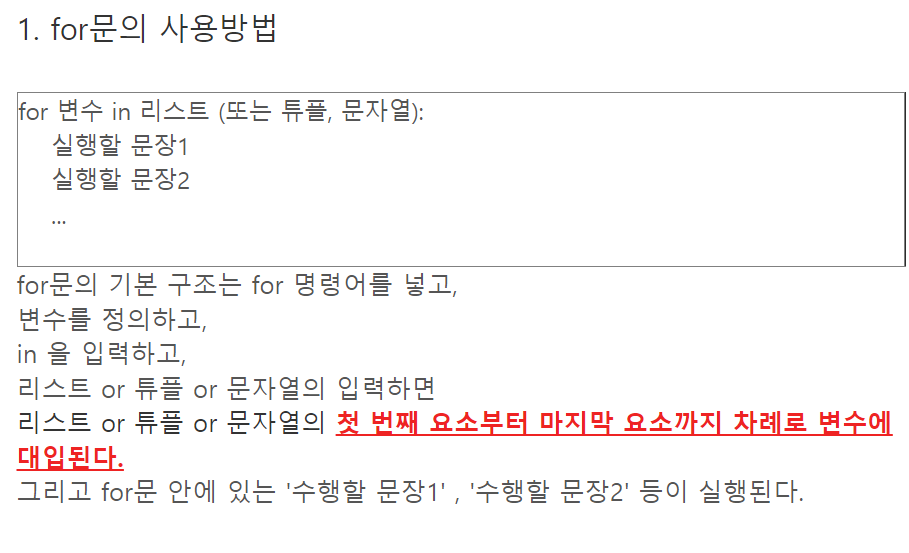 1. for문의 사용방법
for 변수 in 리스트 (또는 튜플, 문자열):
실행할 문장1
실행할 문장2
...
for문의 기본 구조는 for 명령어를 넣고,
변수를 정의하고,
in 을 입력하고,
리스트 or 튜플 or 문자열의 입력하면
리스트 or 튜플 or 문자열의 첫 번째 요소부터 마지막 요소까지 차례로 변수에
대입된다.
그리고 for문 안에 있는 '수행할 문장1' , '수행할 문장2' 등이 실행된다.